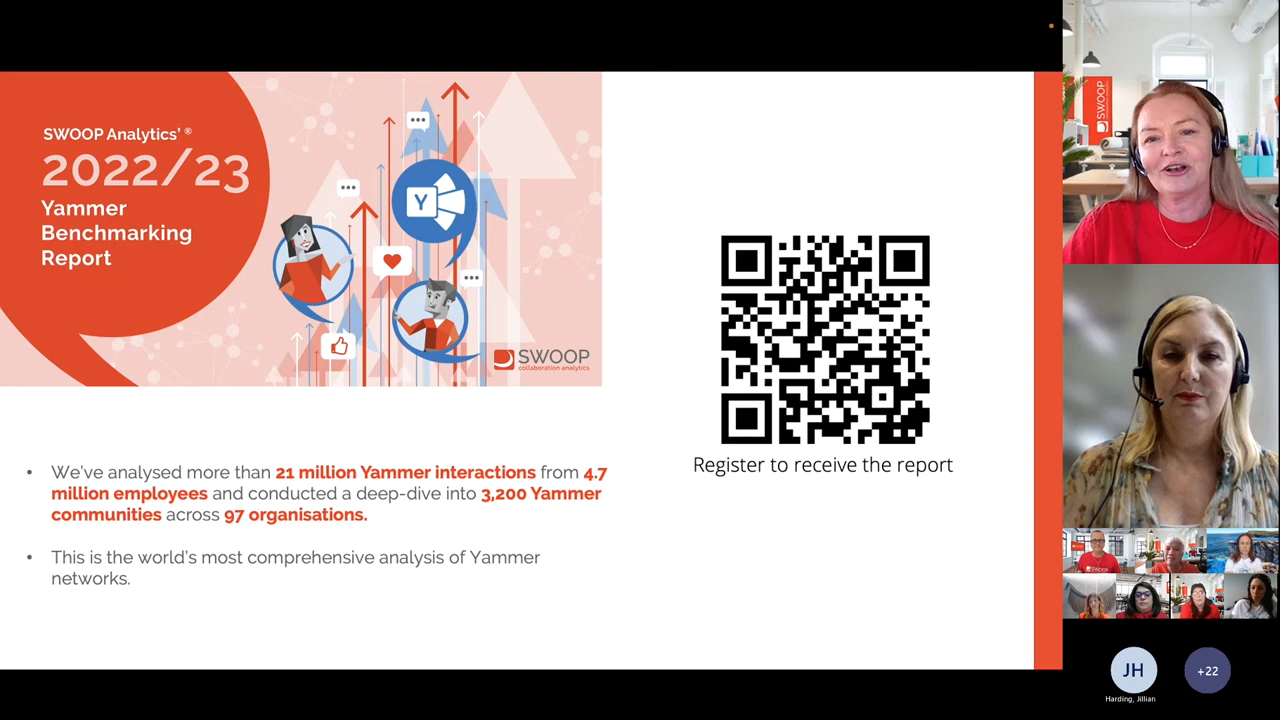 SWOOP Analytics' ®
2022/23
Yammer
Benchmarking
Report
Y
SWOOP
collaboration analytics
• We've analysed more than 21 million Yammer interactions from 4.7
million employees and conducted a deep-dive into 3,200 Yammer
communities across 97 organisations.
• This is the world's most comprehensive analysis of Yammer
networks.
Register to receive the report
SWOOP
JH
Harding, Jillian
+22